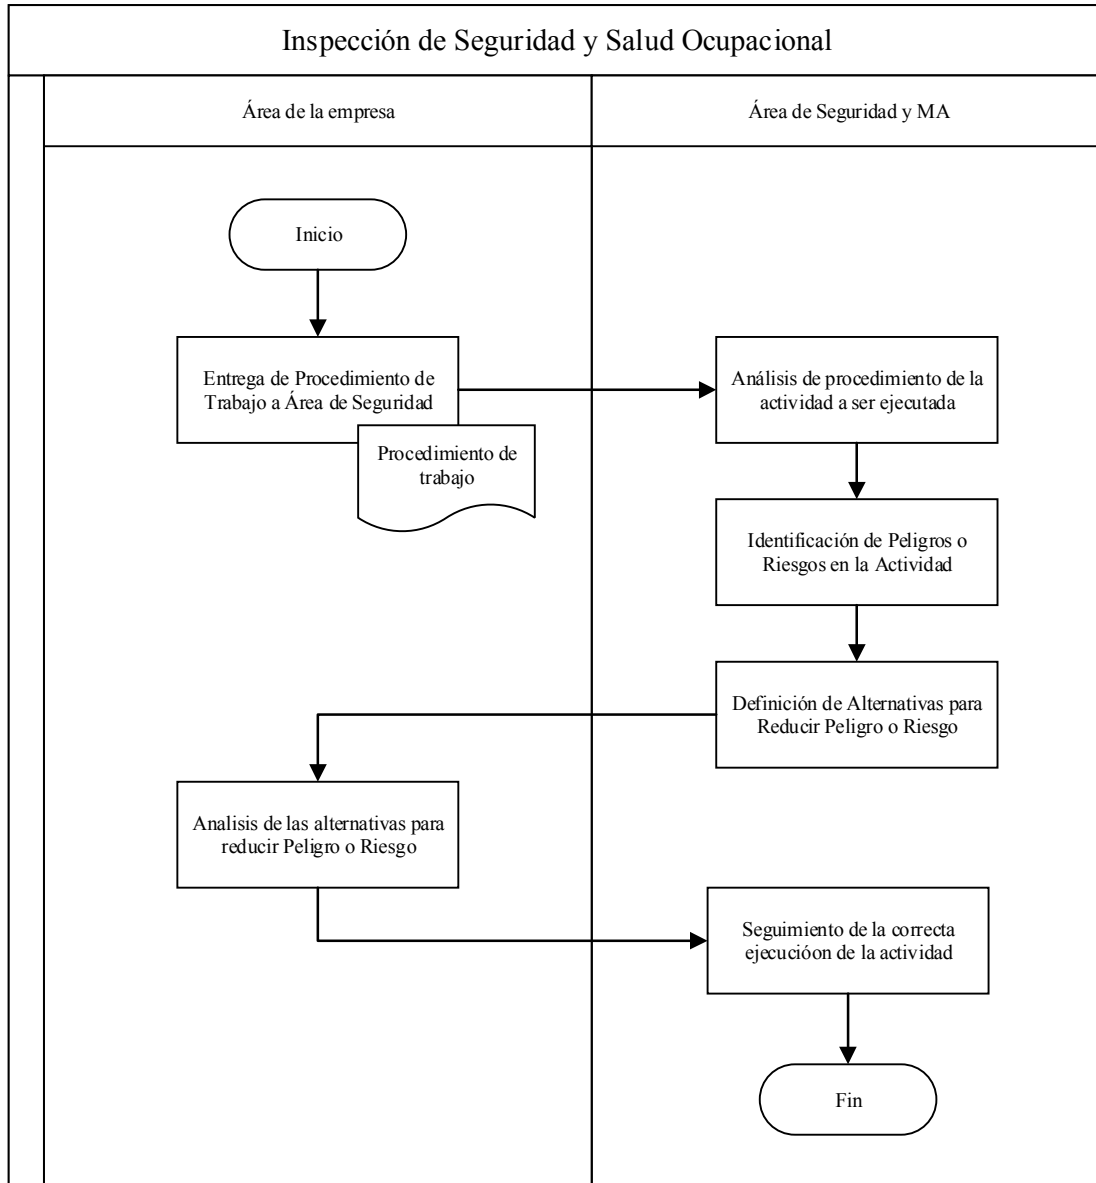 Inspección de Seguridad y Salud Ocupacional
Área de la empresa
Área de Seguridad y MA
Inicio
Entrega de Procedimiento de
Trabajo a Área de Seguridad
Procedimiento de
trabajo
Análisis de procedimiento de la
actividad a ser ejecutada
Identificación de Peligros o
Riesgos en la Actividad
Definición de Alternativas para
Reducir Peligro o Riesgo
Analisis de las alternativas para
reducir Peligro o Riesgo
Seguimiento de la correcta
ejecucióon de la actividad
Fin